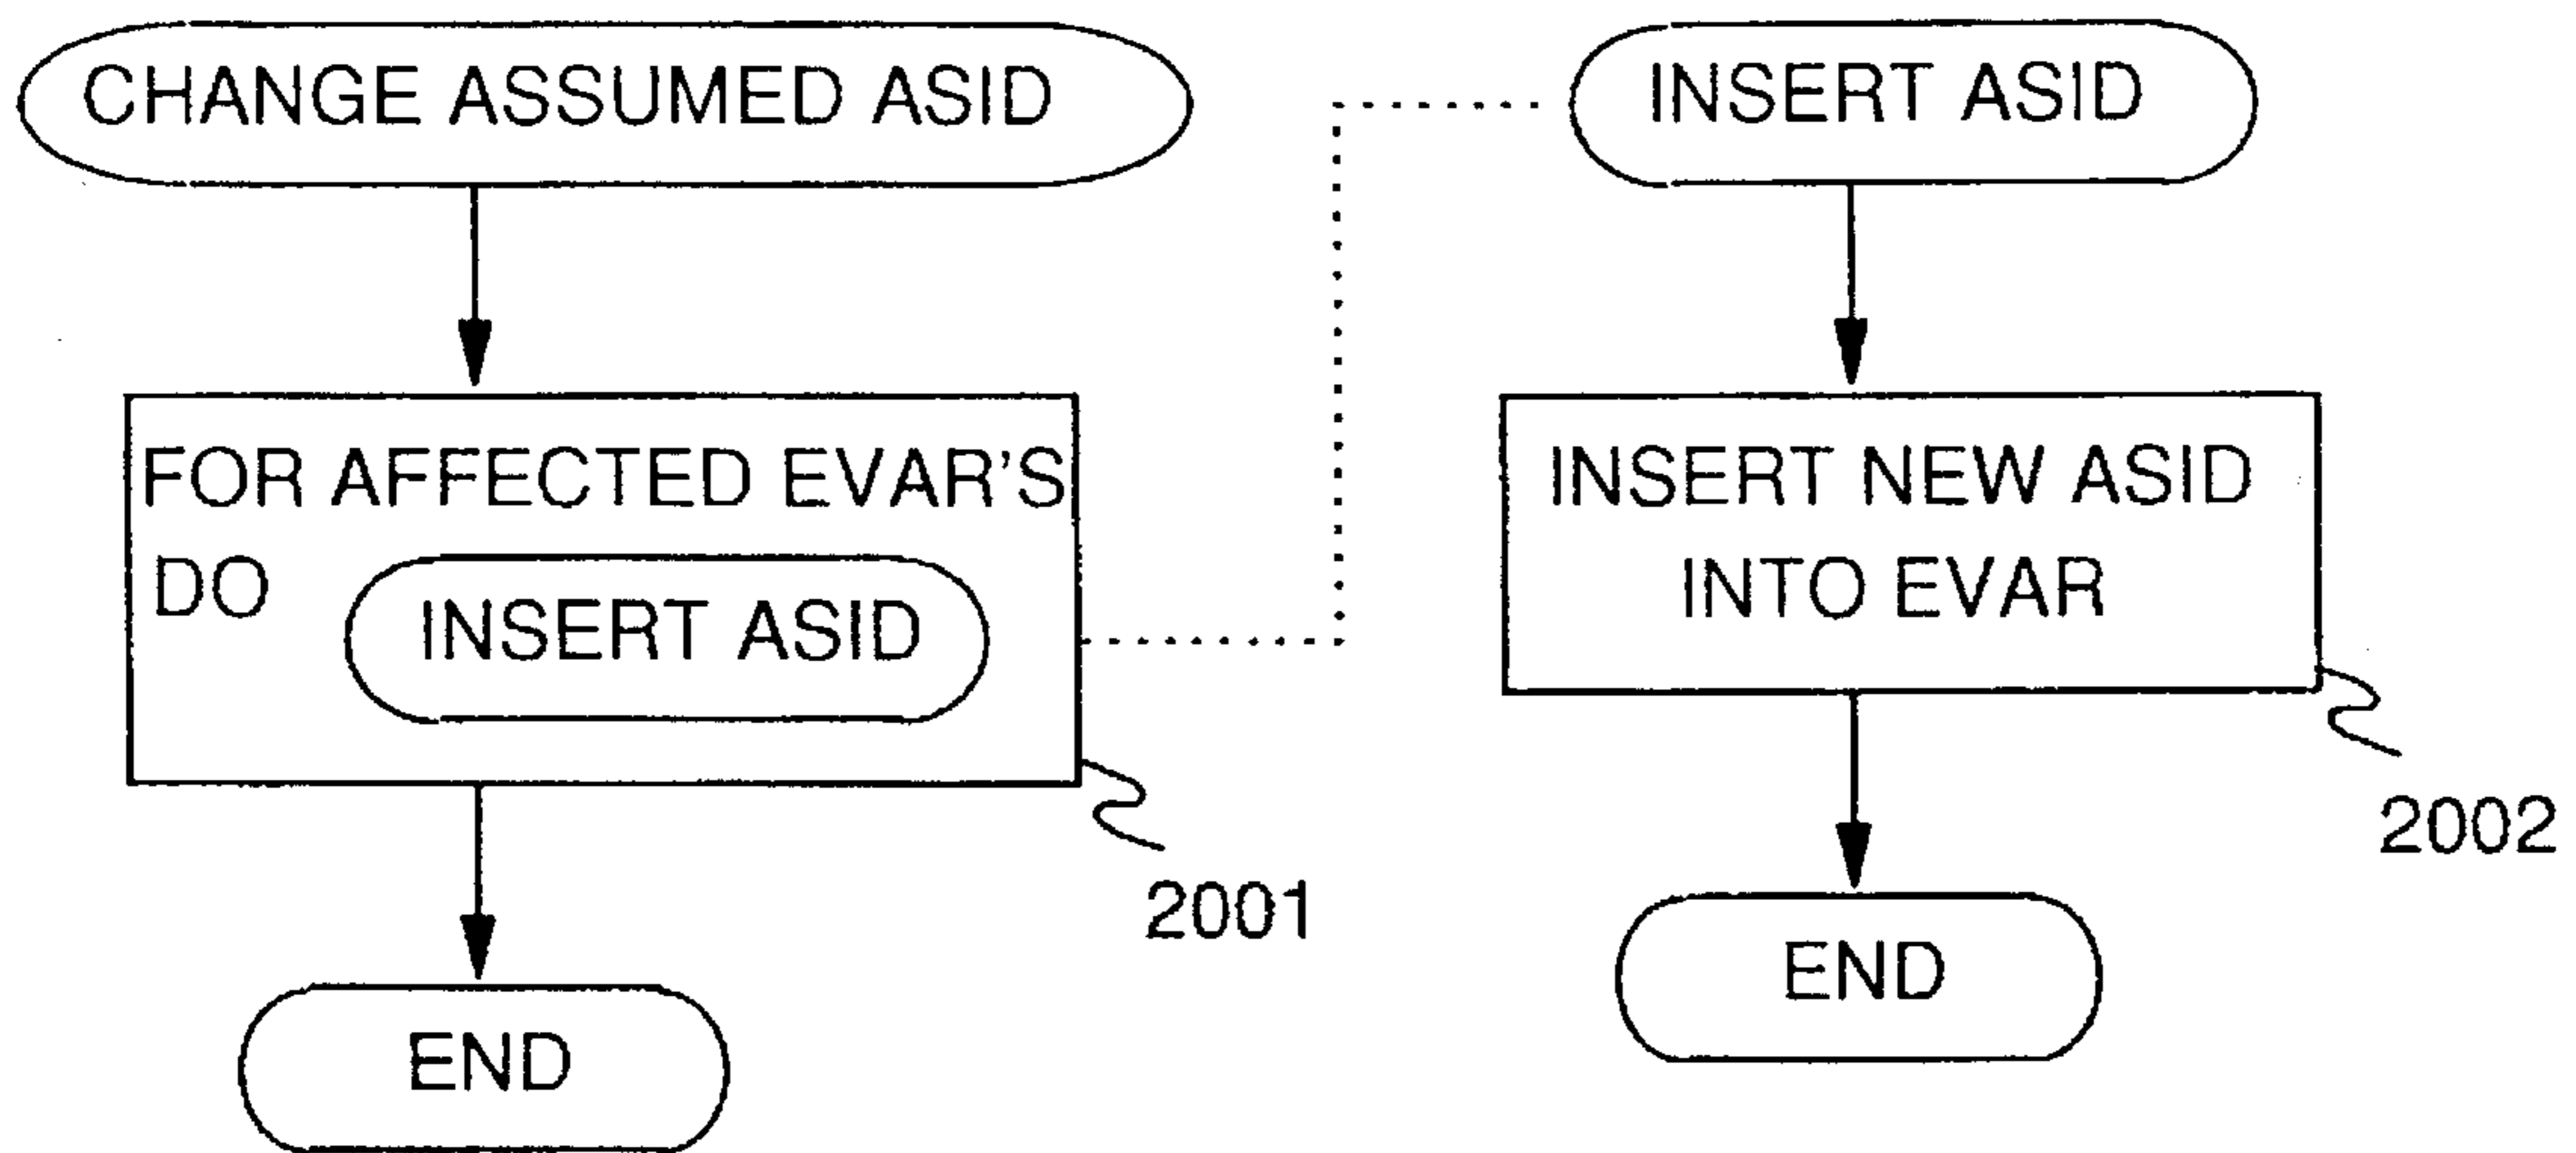 CHANGE ASSUMED ASID
FOR AFFECTED EVAR'S
DO
INSERT ASID
2001
END
INSERT ASID
INSERT NEW ASID
INTO EVAR
2002
END